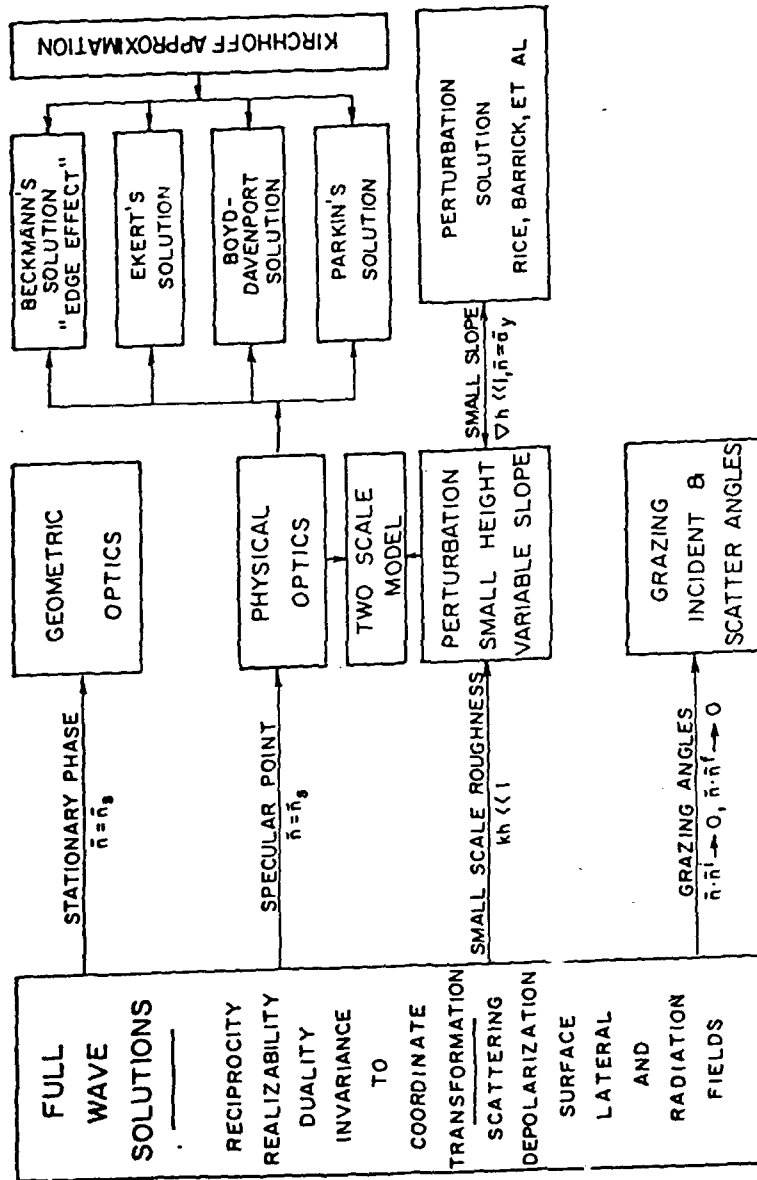 FULL
WAVE
SOLUTIONS
RECIPROCITY
REALIZABILITY
DUALITY
INVARIANCE
TO
COORDINATE
TRANSFORMATION
SCATTERING
DEPOLARIZATION
SURFACE
LATERAL
AND
RADIATION
FIELDS
STATIONARY PHASE
n̄ = n̄s
GEOMETRIC
OPTICS
SPECULAR POINT
n̄ = n̄s
PHYSICAL
OPTICS
TWO SCALE
MODEL
SMALL SCALE ROUGHNESS
kh << 1
PERTURBATION
SMALL HEIGHT
VARIABLE SLOPE
GRAZING ANGLES
n̄·n̄ⁱ → 0, n̄·n̄ᶠ → 0
GRAZING
INCIDENT &
SCATTER ANGLES
BECKMANN'S
SOLUTION
"EDGE EFFECT"
EKERT'S
SOLUTION
BOYD-
DAVENPORT
SOLUTION
PARKIN'S
SOLUTION
KIRCHHOFF APPROXIMATION
SMALL SLOPE
∇h << 1, n̄ = āy
PERTURBATION
SOLUTION
RICE, BARRICK, ET AL